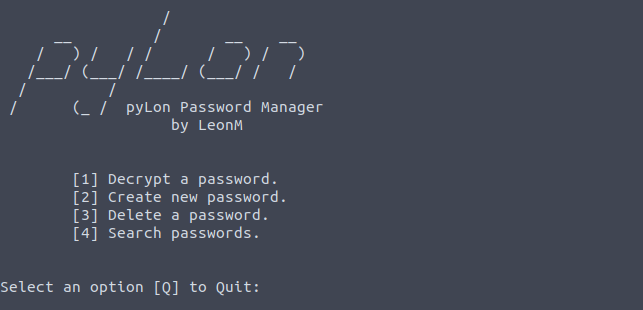 pyLon
pyLon Password Manager
by LeonM
[1] Decrypt a password.
[2] Create new password.
[3] Delete a password.
[4] Search passwords.
Select an option [Q] to Quit: